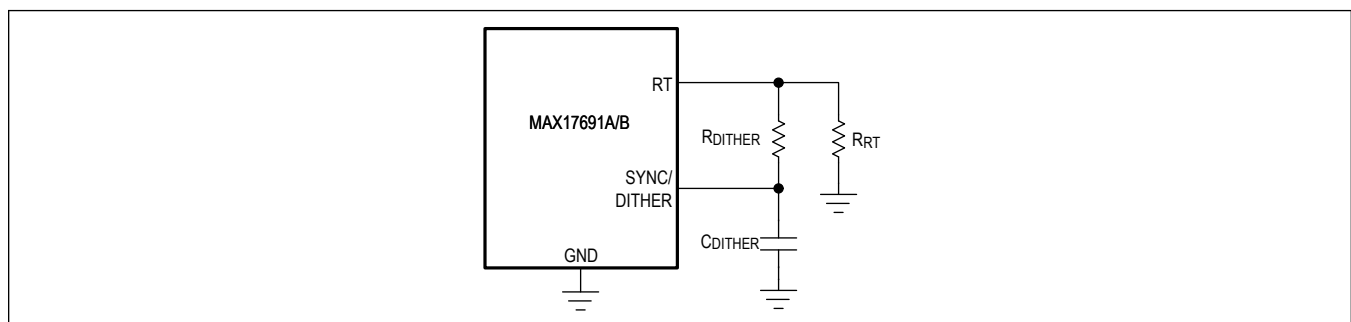 RT
MAX17691A/B
RDITHER
RRT
SYNC/
DITHER
CDITHER
GND